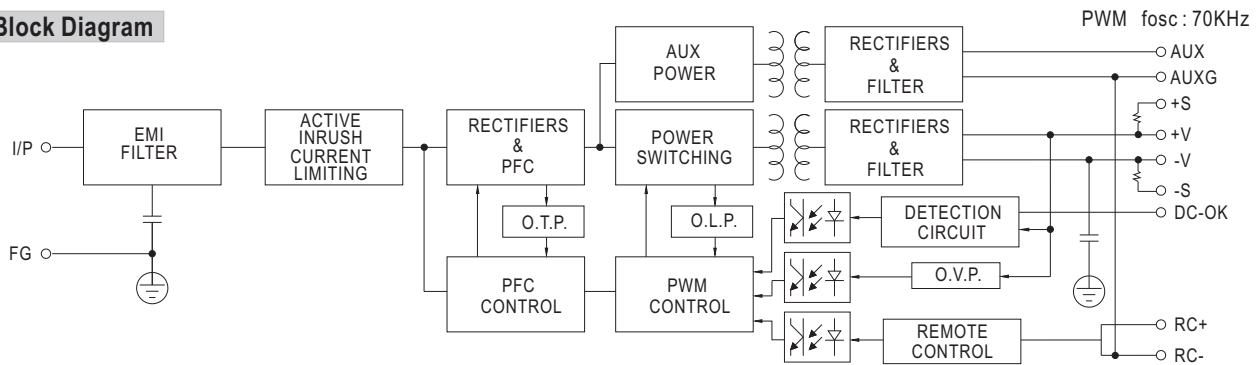 Block Diagram
PWM fosc : 70KHz
I/P
FG
EMI
FILTER
ACTIVE
INRUSH
CURRENT
LIMITING
RECTIFIERS
&
PFC
O.T.P.
PFC
CONTROL
AUX
POWER
POWER
SWITCHING
O.L.P.
PWM
CONTROL
RECTIFIERS
&
FILTER
RECTIFIERS
&
FILTER
DETECTION
CIRCUIT
O.V.P.
REMOTE
CONTROL
AUX
AUXG
+S
+V
-V
-S
DC-OK
RC+
RC-